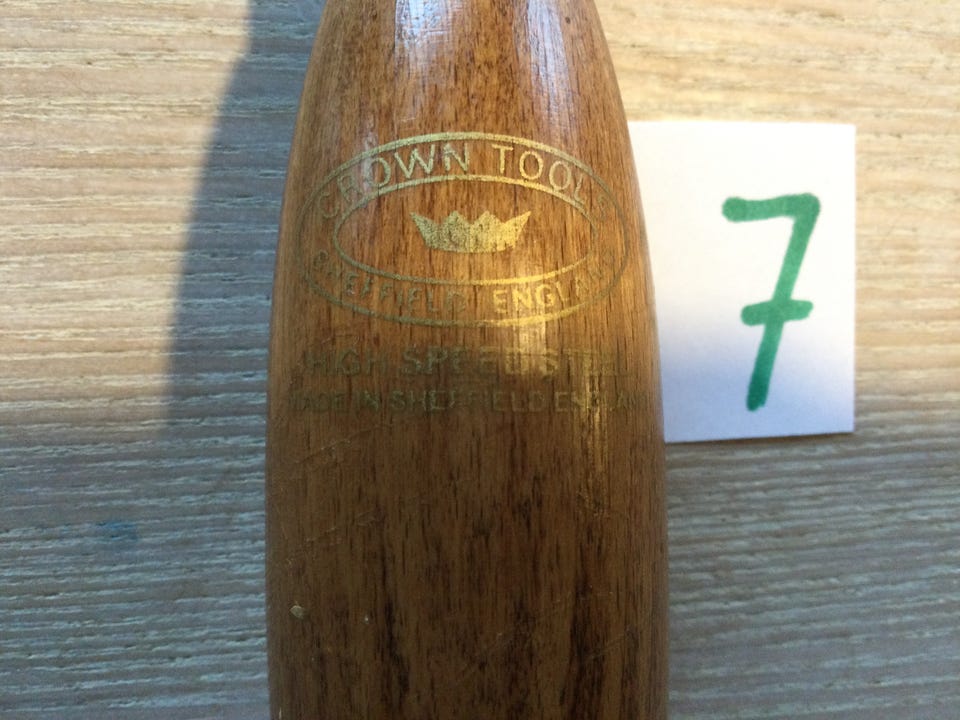 CROWN TOOLS
SHEFFIELD ENGLAND
HIGH SPEED STEEL
MADE IN SHEFFIELD ENGLAND
7